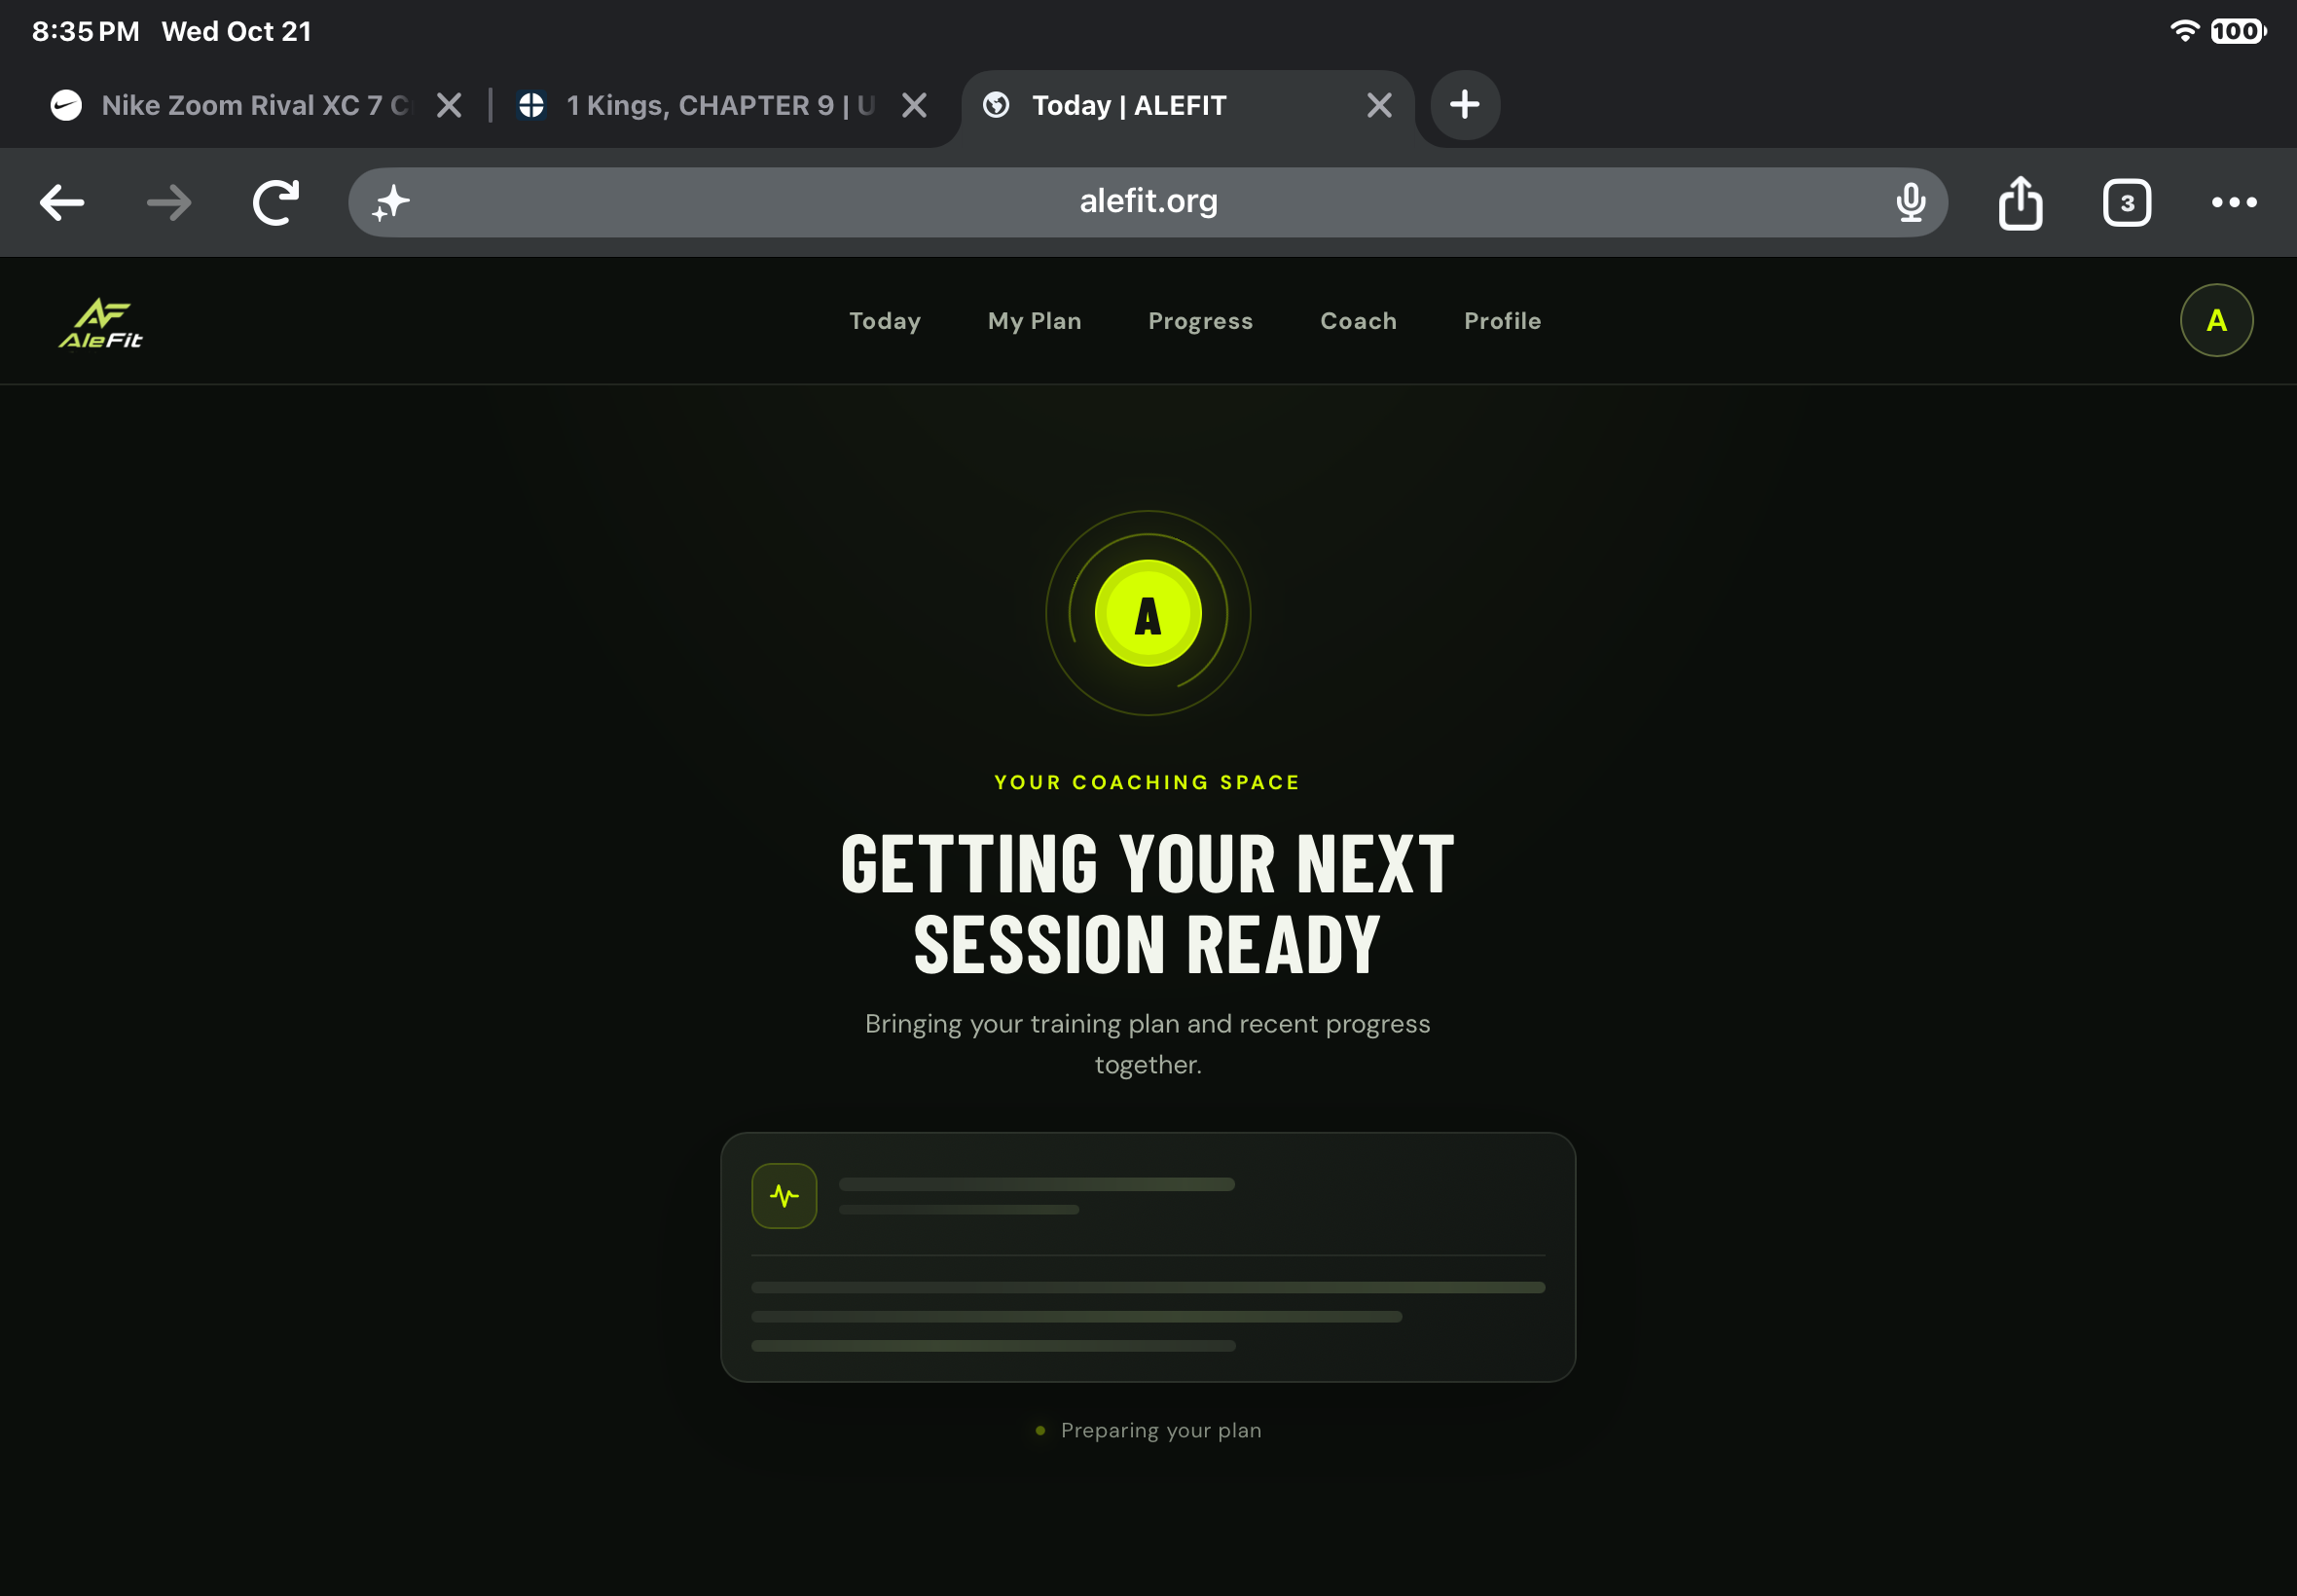 8:35 PM Wed Oct 21
100
Nike Zoom Rival XC 7 C
1 Kings, CHAPTER 9 | U
Today | ALEFIT
alefit.org
3
AF
AleFit
Today
My Plan
Progress
Coach
Profile
A
A
YOUR COACHING SPACE
GETTING YOUR NEXT
SESSION READY
Bringing your training plan and recent progress
together.
Preparing your plan